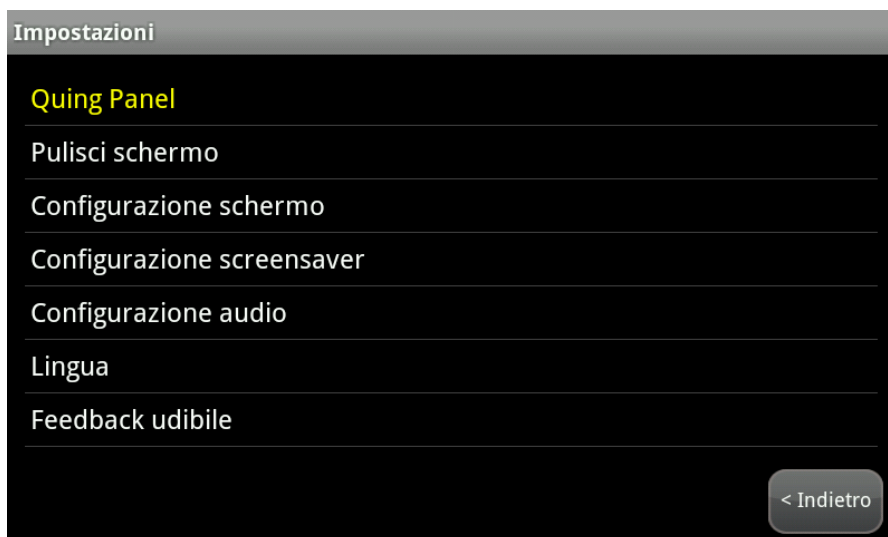 Impostazioni
Quing Panel
Pulisci schermo
Configurazione schermo
Configurazione screensaver
Configurazione audio
Lingua
Feedback udibile
< Indietro